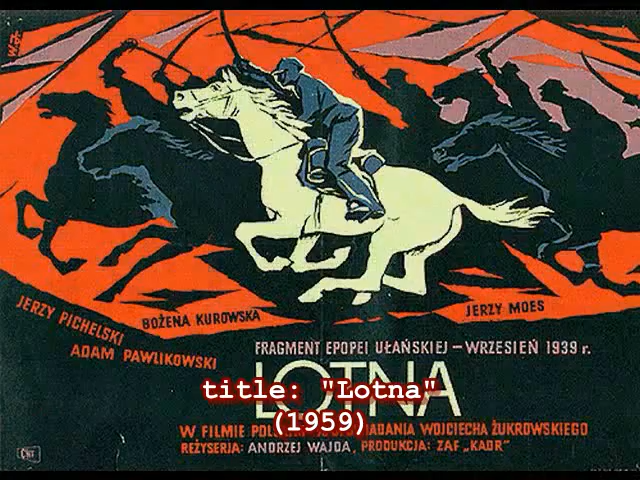 JERZY PICHELSKI
BOŻENA KUROWSKA
JERZY MOES
ADAM PAWLIKOWSKI
FRAGMENT EPOPEI UŁAŃSKIEJ – WRZESIEŃ 1939 r.
LOTNA
title: "Lotna"
(1959)
W FILMIE WOJCIECHA ŻUKROWSKIEGO
REŻYSERJA: ANDRZEJ WAJDA, PRODUKCJA: ZAF „KADR"